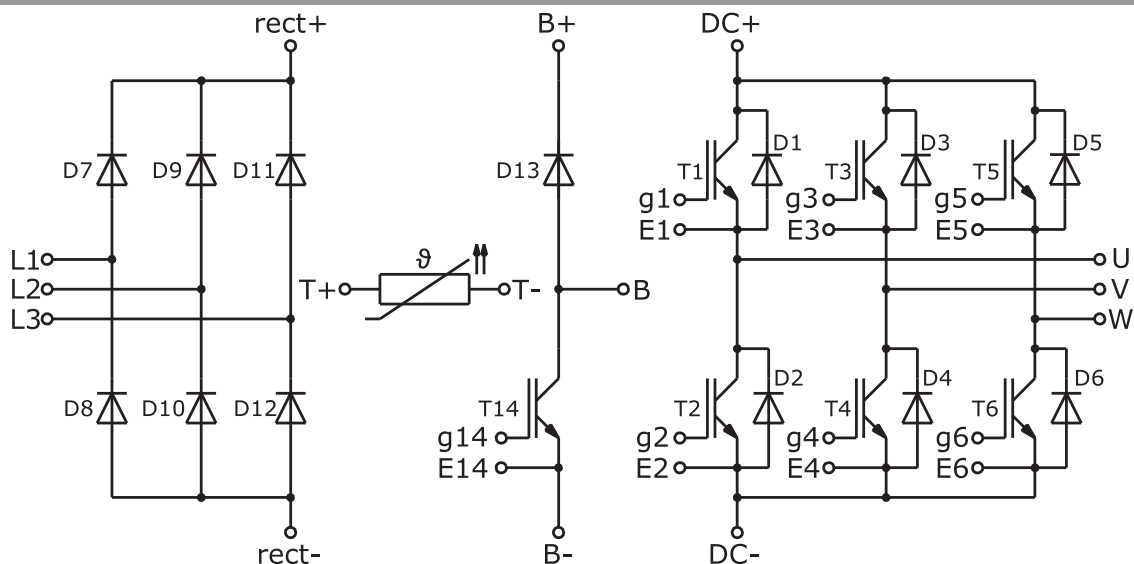 rect+ B+ DC+
D7 D9 D11 D13 T1 D1 T3 D3 T5 D5
g1 g3 g5
E1 E3 E5
L1 ϑ U
L2 T+ T- B V
L3 W
D8 D10 D12 T14 T2 D2 T4 D4 T6 D6
g14 g2 g4 g6
E14 E2 E4 E6
rect- B- DC-